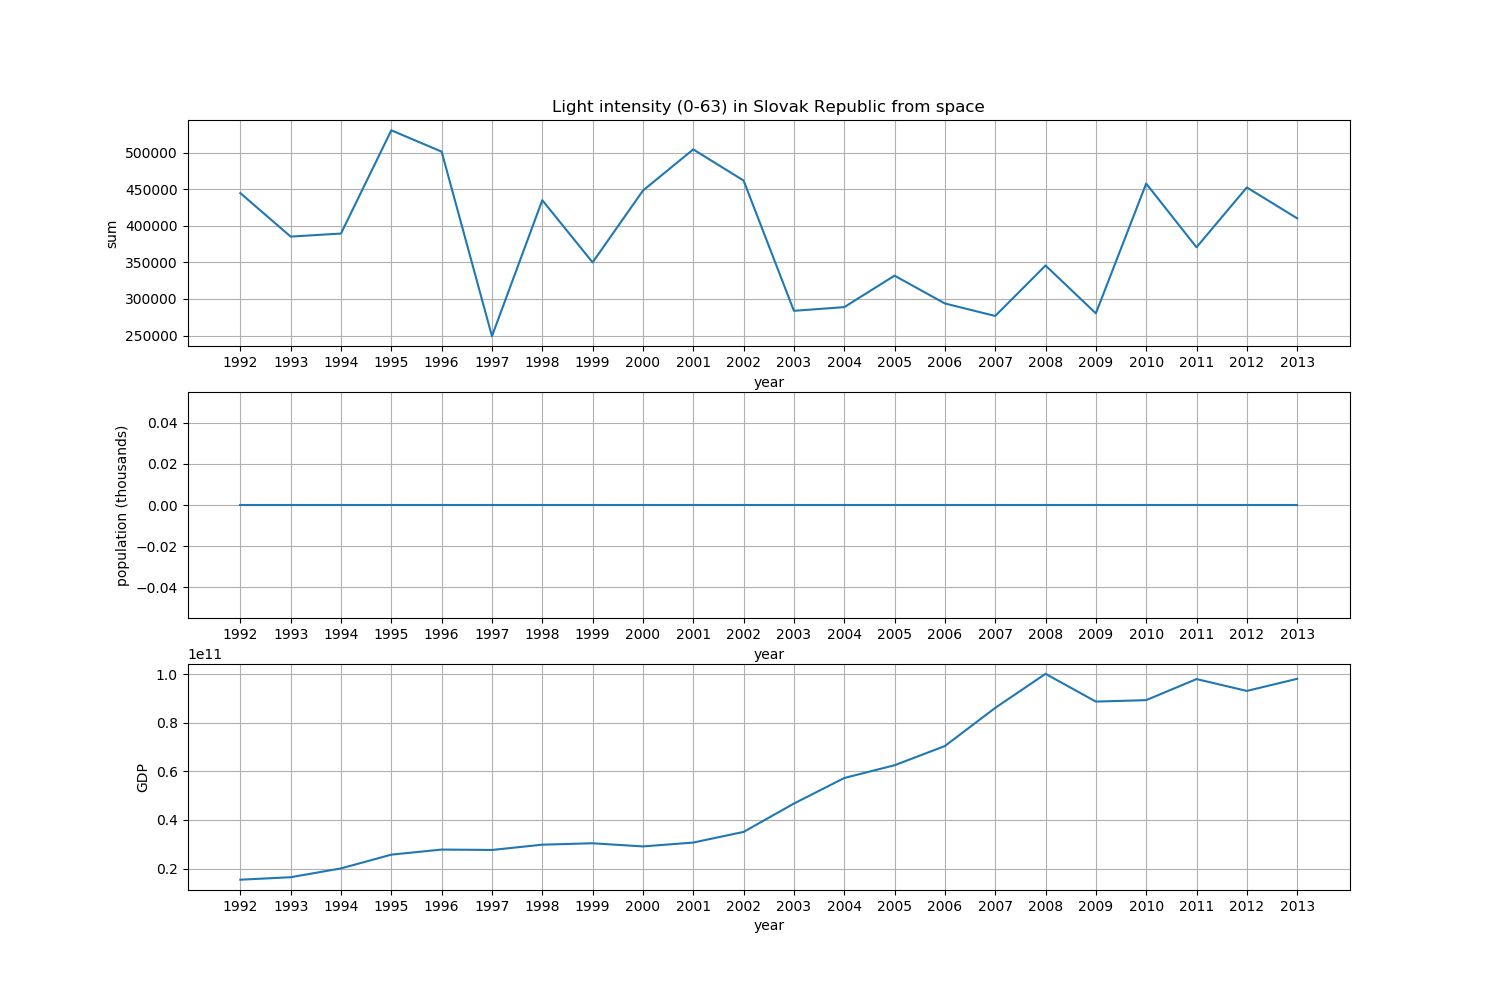 Light intensity (0-63) in Slovak Republic from space
500000
450000
400000
350000
300000
250000
sum
1992 1993 1994 1995 1996 1997 1998 1999 2000 2001 2002 2003 2004 2005 2006 2007 2008 2009 2010 2011 2012 2013
year
0.04
0.02
0.00
−0.02
−0.04
population (thousands)
1992 1993 1994 1995 1996 1997 1998 1999 2000 2001 2002 2003 2004 2005 2006 2007 2008 2009 2010 2011 2012 2013
year
1e11
1.0
0.8
0.6
0.4
0.2
GDP
1992 1993 1994 1995 1996 1997 1998 1999 2000 2001 2002 2003 2004 2005 2006 2007 2008 2009 2010 2011 2012 2013
year